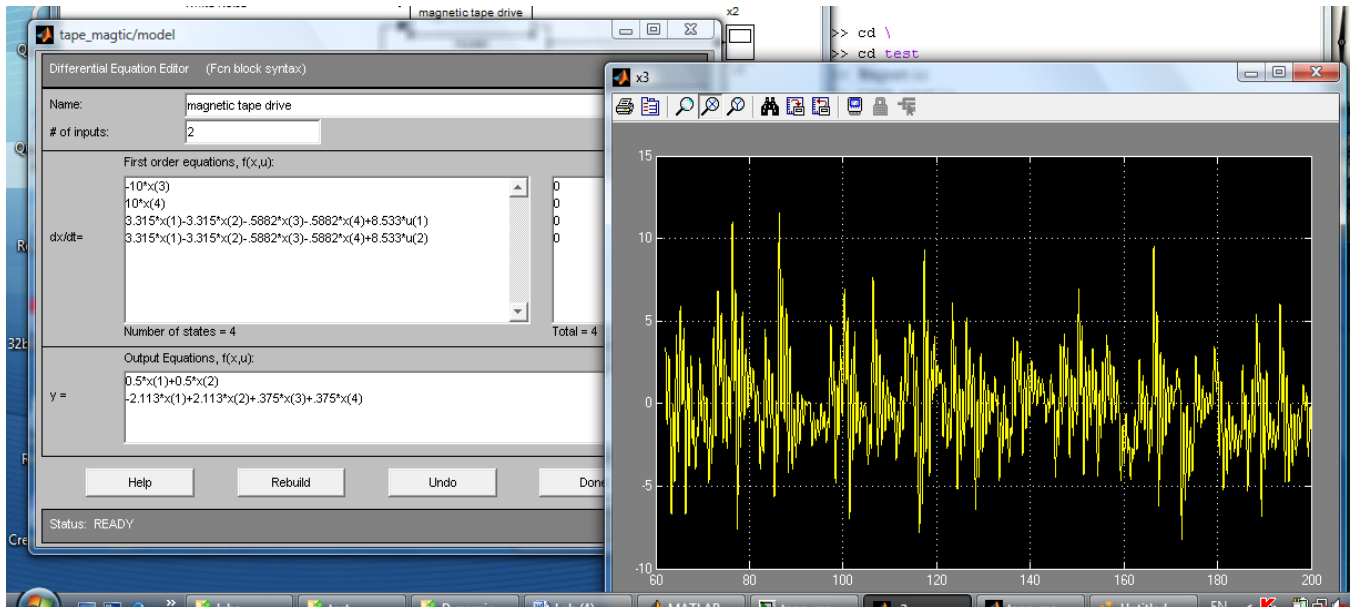 magnetic tape drive
x2
tape_magtic/model
>> cd \
>> cd test
Differential Equation Editor (Fcn block syntax)
x3
Name:
magnetic tape drive
# of inputs:
2
First order equations, f(x,u):
dx/dt=
-10*x(3)
10*x(4)
3.315*x(1)-3.315*x(2)-.5882*x(3)-.5882*x(4)+8.533*u(1)
3.315*x(1)-3.315*x(2)-.5882*x(3)-.5882*x(4)+8.533*u(2)
0
0
0
0
Number of states = 4
Total = 4
Output Equations, f(x,u):
y =
0.5*x(1)+0.5*x(2)
-2.113*x(1)+2.113*x(2)+.375*x(3)+.375*x(4)
Help
Rebuild
Undo
Done
Status: READY
15
10
5
0
-5
-10
60
80
100
120
140
160
180
200
MATLAB
Untitled
EN